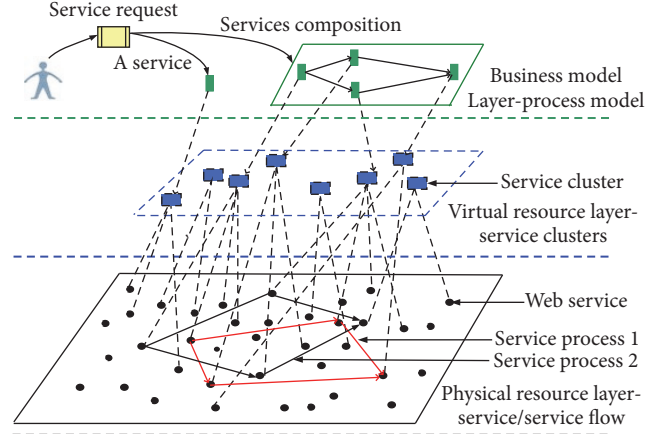 Service request
Services composition
A service
Business model
Layer-process model
Service cluster
Virtual resource layer-
service clusters
Web service
Service process 1
Service process 2
Physical resource layer-
service/service flow